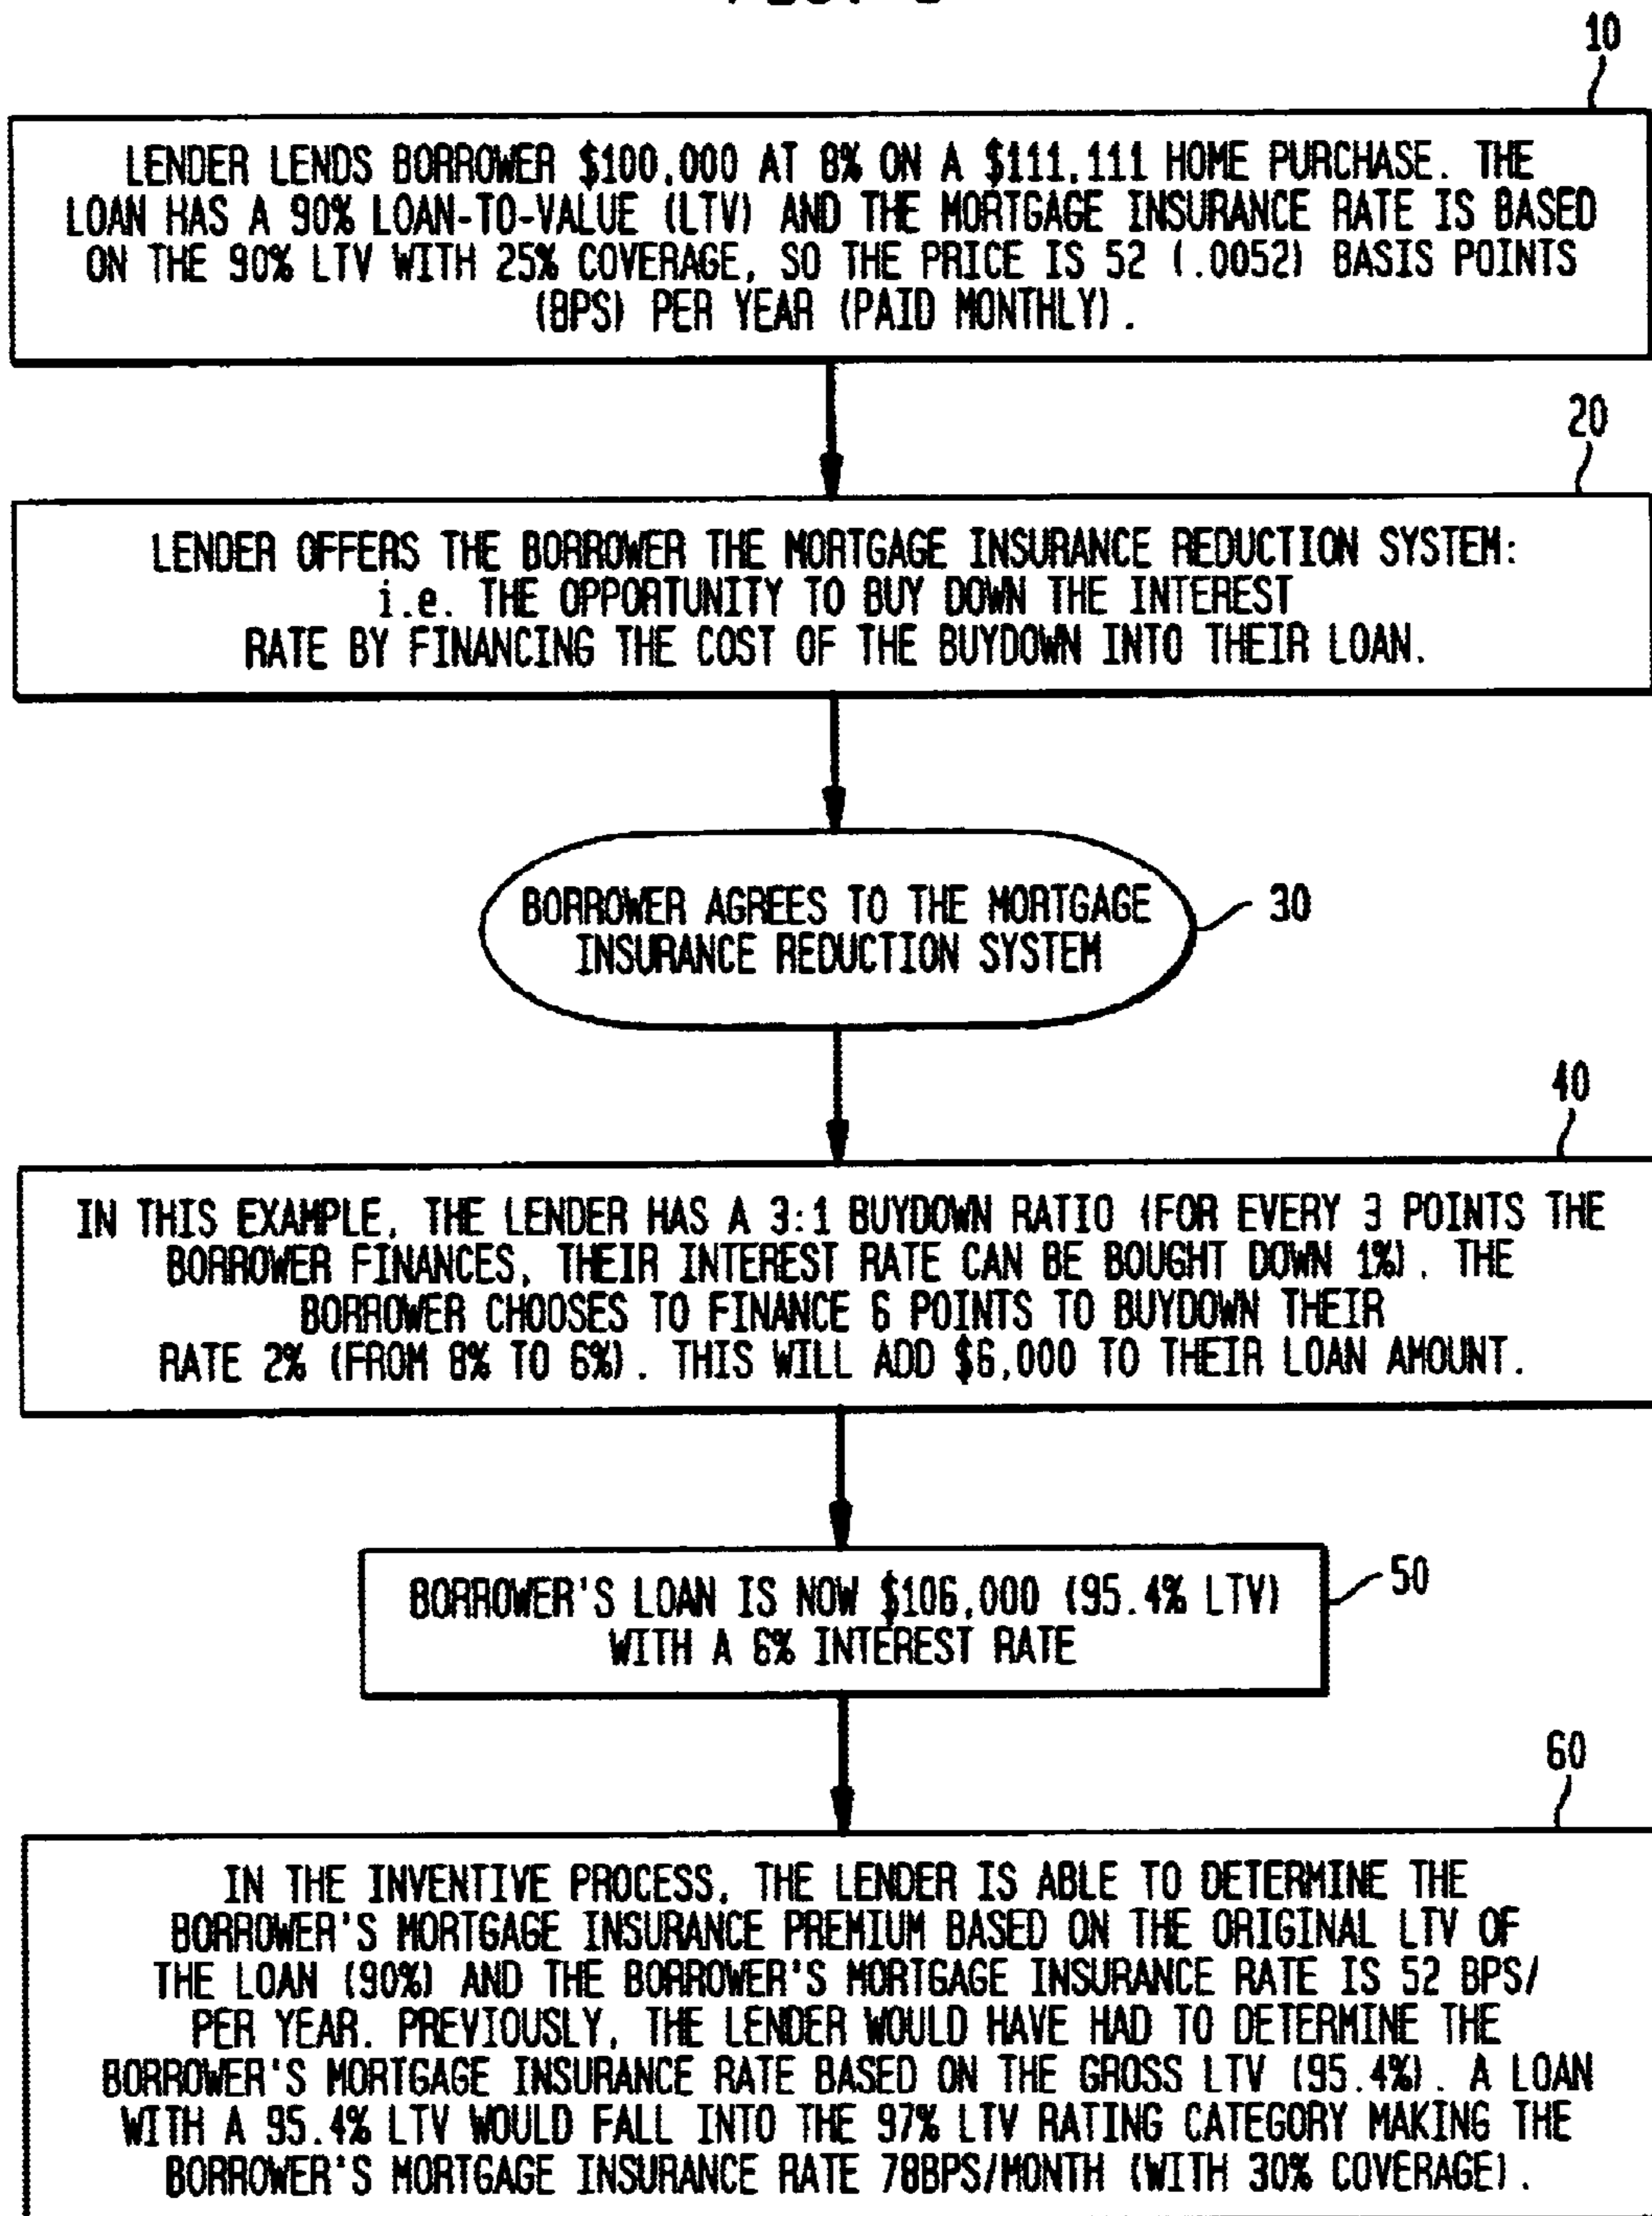 10
LENDER LENDS BORROWER $100,000 AT 8% ON A $111,111 HOME PURCHASE. THE
LOAN HAS A 90% LOAN-TO-VALUE (LTV) AND THE MORTGAGE INSURANCE RATE IS BASED
ON THE 90% LTV WITH 25% COVERAGE, SO THE PRICE IS 52 (.0052) BASIS POINTS
(BPS) PER YEAR (PAID MONTHLY).
20
LENDER OFFERS THE BORROWER THE MORTGAGE INSURANCE REDUCTION SYSTEM:
i.e. THE OPPORTUNITY TO BUY DOWN THE INTEREST
RATE BY FINANCING THE COST OF THE BUYDOWN INTO THEIR LOAN.
BORROWER AGREES TO THE MORTGAGE
INSURANCE REDUCTION SYSTEM
30
40
IN THIS EXAMPLE, THE LENDER HAS A 3:1 BUYDOWN RATIO (FOR EVERY 3 POINTS THE
BORROWER FINANCES, THEIR INTEREST RATE CAN BE BOUGHT DOWN 1%). THE
BORROWER CHOOSES TO FINANCE 6 POINTS TO BUYDOWN THEIR
RATE 2% (FROM 8% TO 6%). THIS WILL ADD $6,000 TO THEIR LOAN AMOUNT.
BORROWER'S LOAN IS NOW $106,000 (95.4% LTV)
WITH A 6% INTEREST RATE
50
60
IN THE INVENTIVE PROCESS, THE LENDER IS ABLE TO DETERMINE THE
BORROWER'S MORTGAGE INSURANCE PREMIUM BASED ON THE ORIGINAL LTV OF
THE LOAN (90%) AND THE BORROWER'S MORTGAGE INSURANCE RATE IS 52 BPS/
PER YEAR. PREVIOUSLY, THE LENDER WOULD HAVE HAD TO DETERMINE THE
BORROWER'S MORTGAGE INSURANCE RATE BASED ON THE GROSS LTV (95.4%). A LOAN
WITH A 95.4% LTV WOULD FALL INTO THE 97% LTV RATING CATEGORY MAKING THE
BORROWER'S MORTGAGE INSURANCE RATE 78BPS/MONTH (WITH 30% COVERAGE).